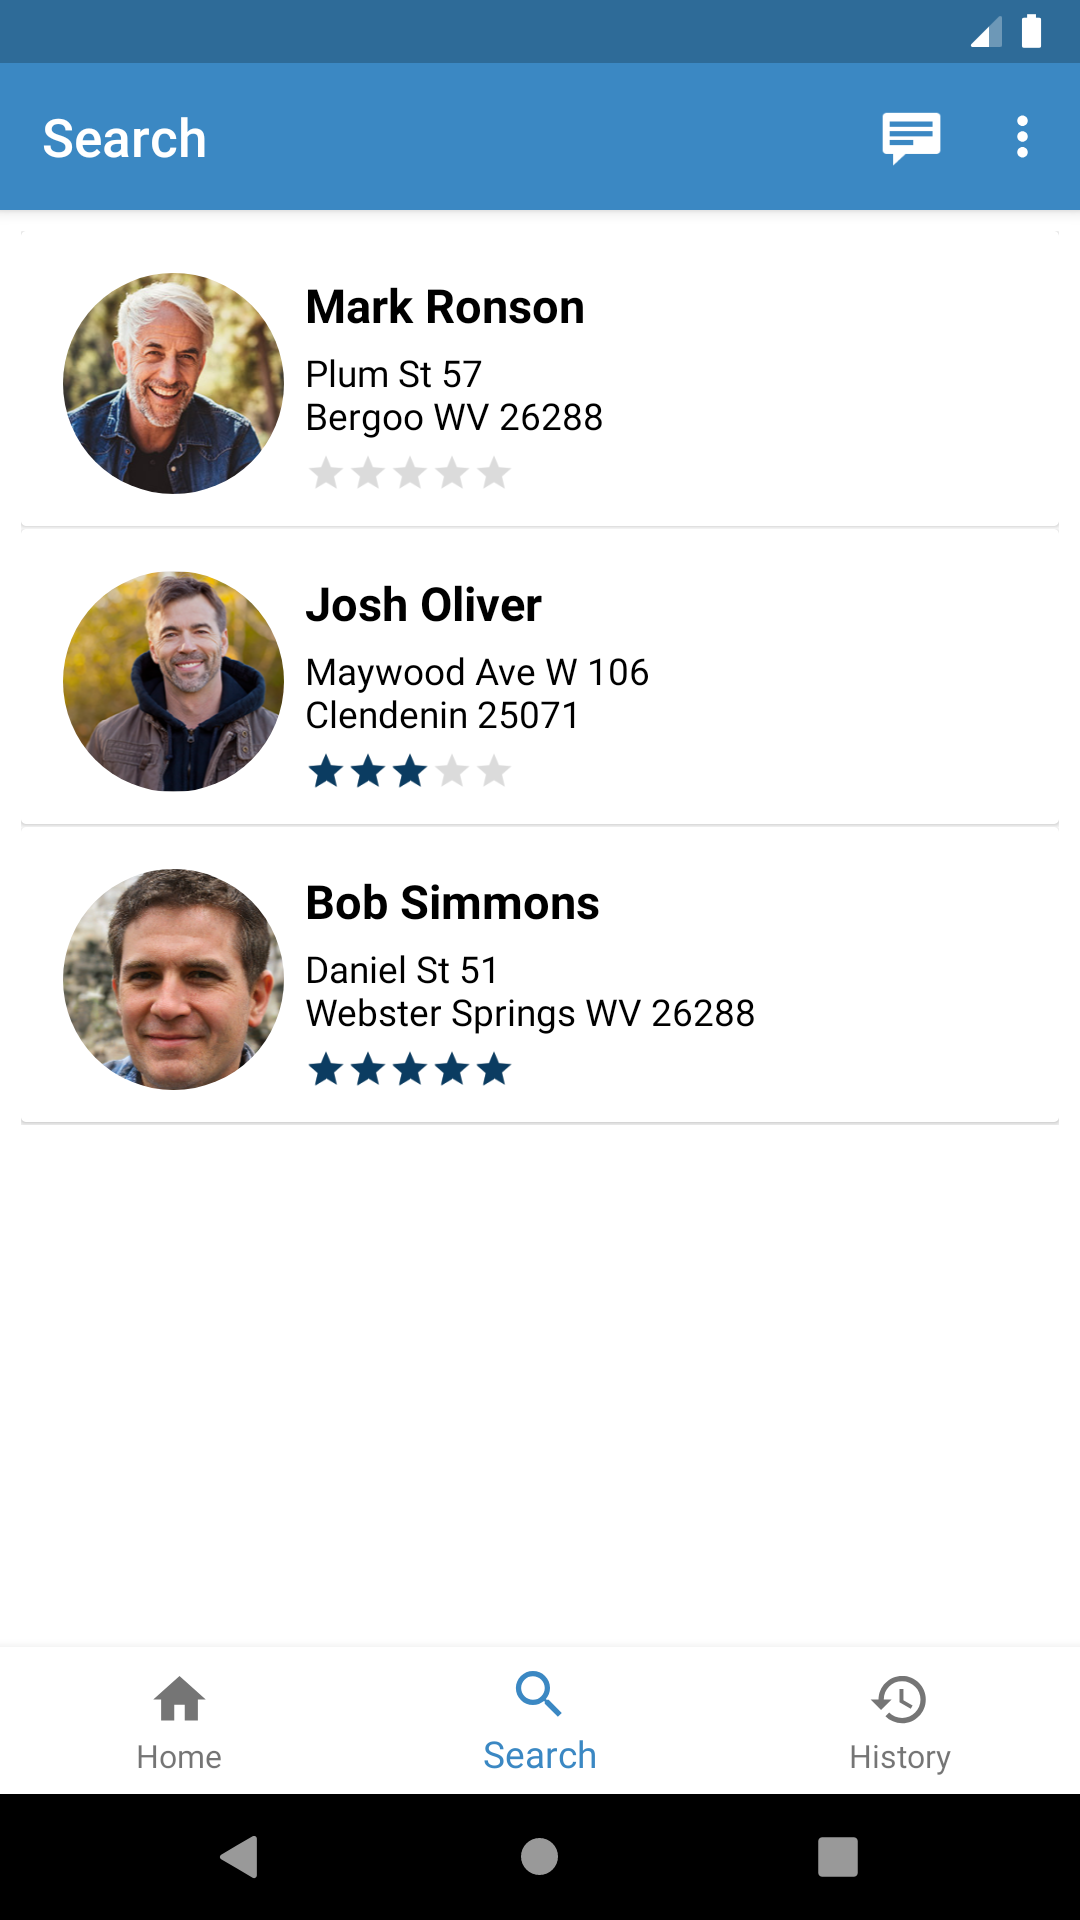 Search
Mark Ronson
Plum St 57
Bergoo WV 26288
Josh Oliver
Maywood Ave W 106
Clendenin 25071
Bob Simmons
Daniel St 51
Webster Springs WV 26288
Home
Search
History